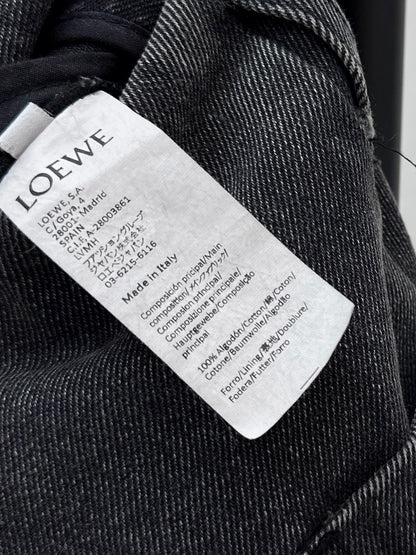 LOEWE
LOEWE, S.A.
C/ Goya, 4
28001- Madrid
SPAIN
C.I.F. A-28003861
LVMH
ファッション・グループ
ジャパン株式会社
ロエベ ジャパン
03-6215-6116
Made in Italy
Composición principal/Main
composition/メインファブリック/
Composition principal/
Composizione principale/
Hauptgewebe/Composição
principal
100% Algodón/Cotton/綿/Coton/
Cotone/Baumwolle/Algodão
Forro/Lining/裏地/Doublure/
Fodera/Futter/Forro